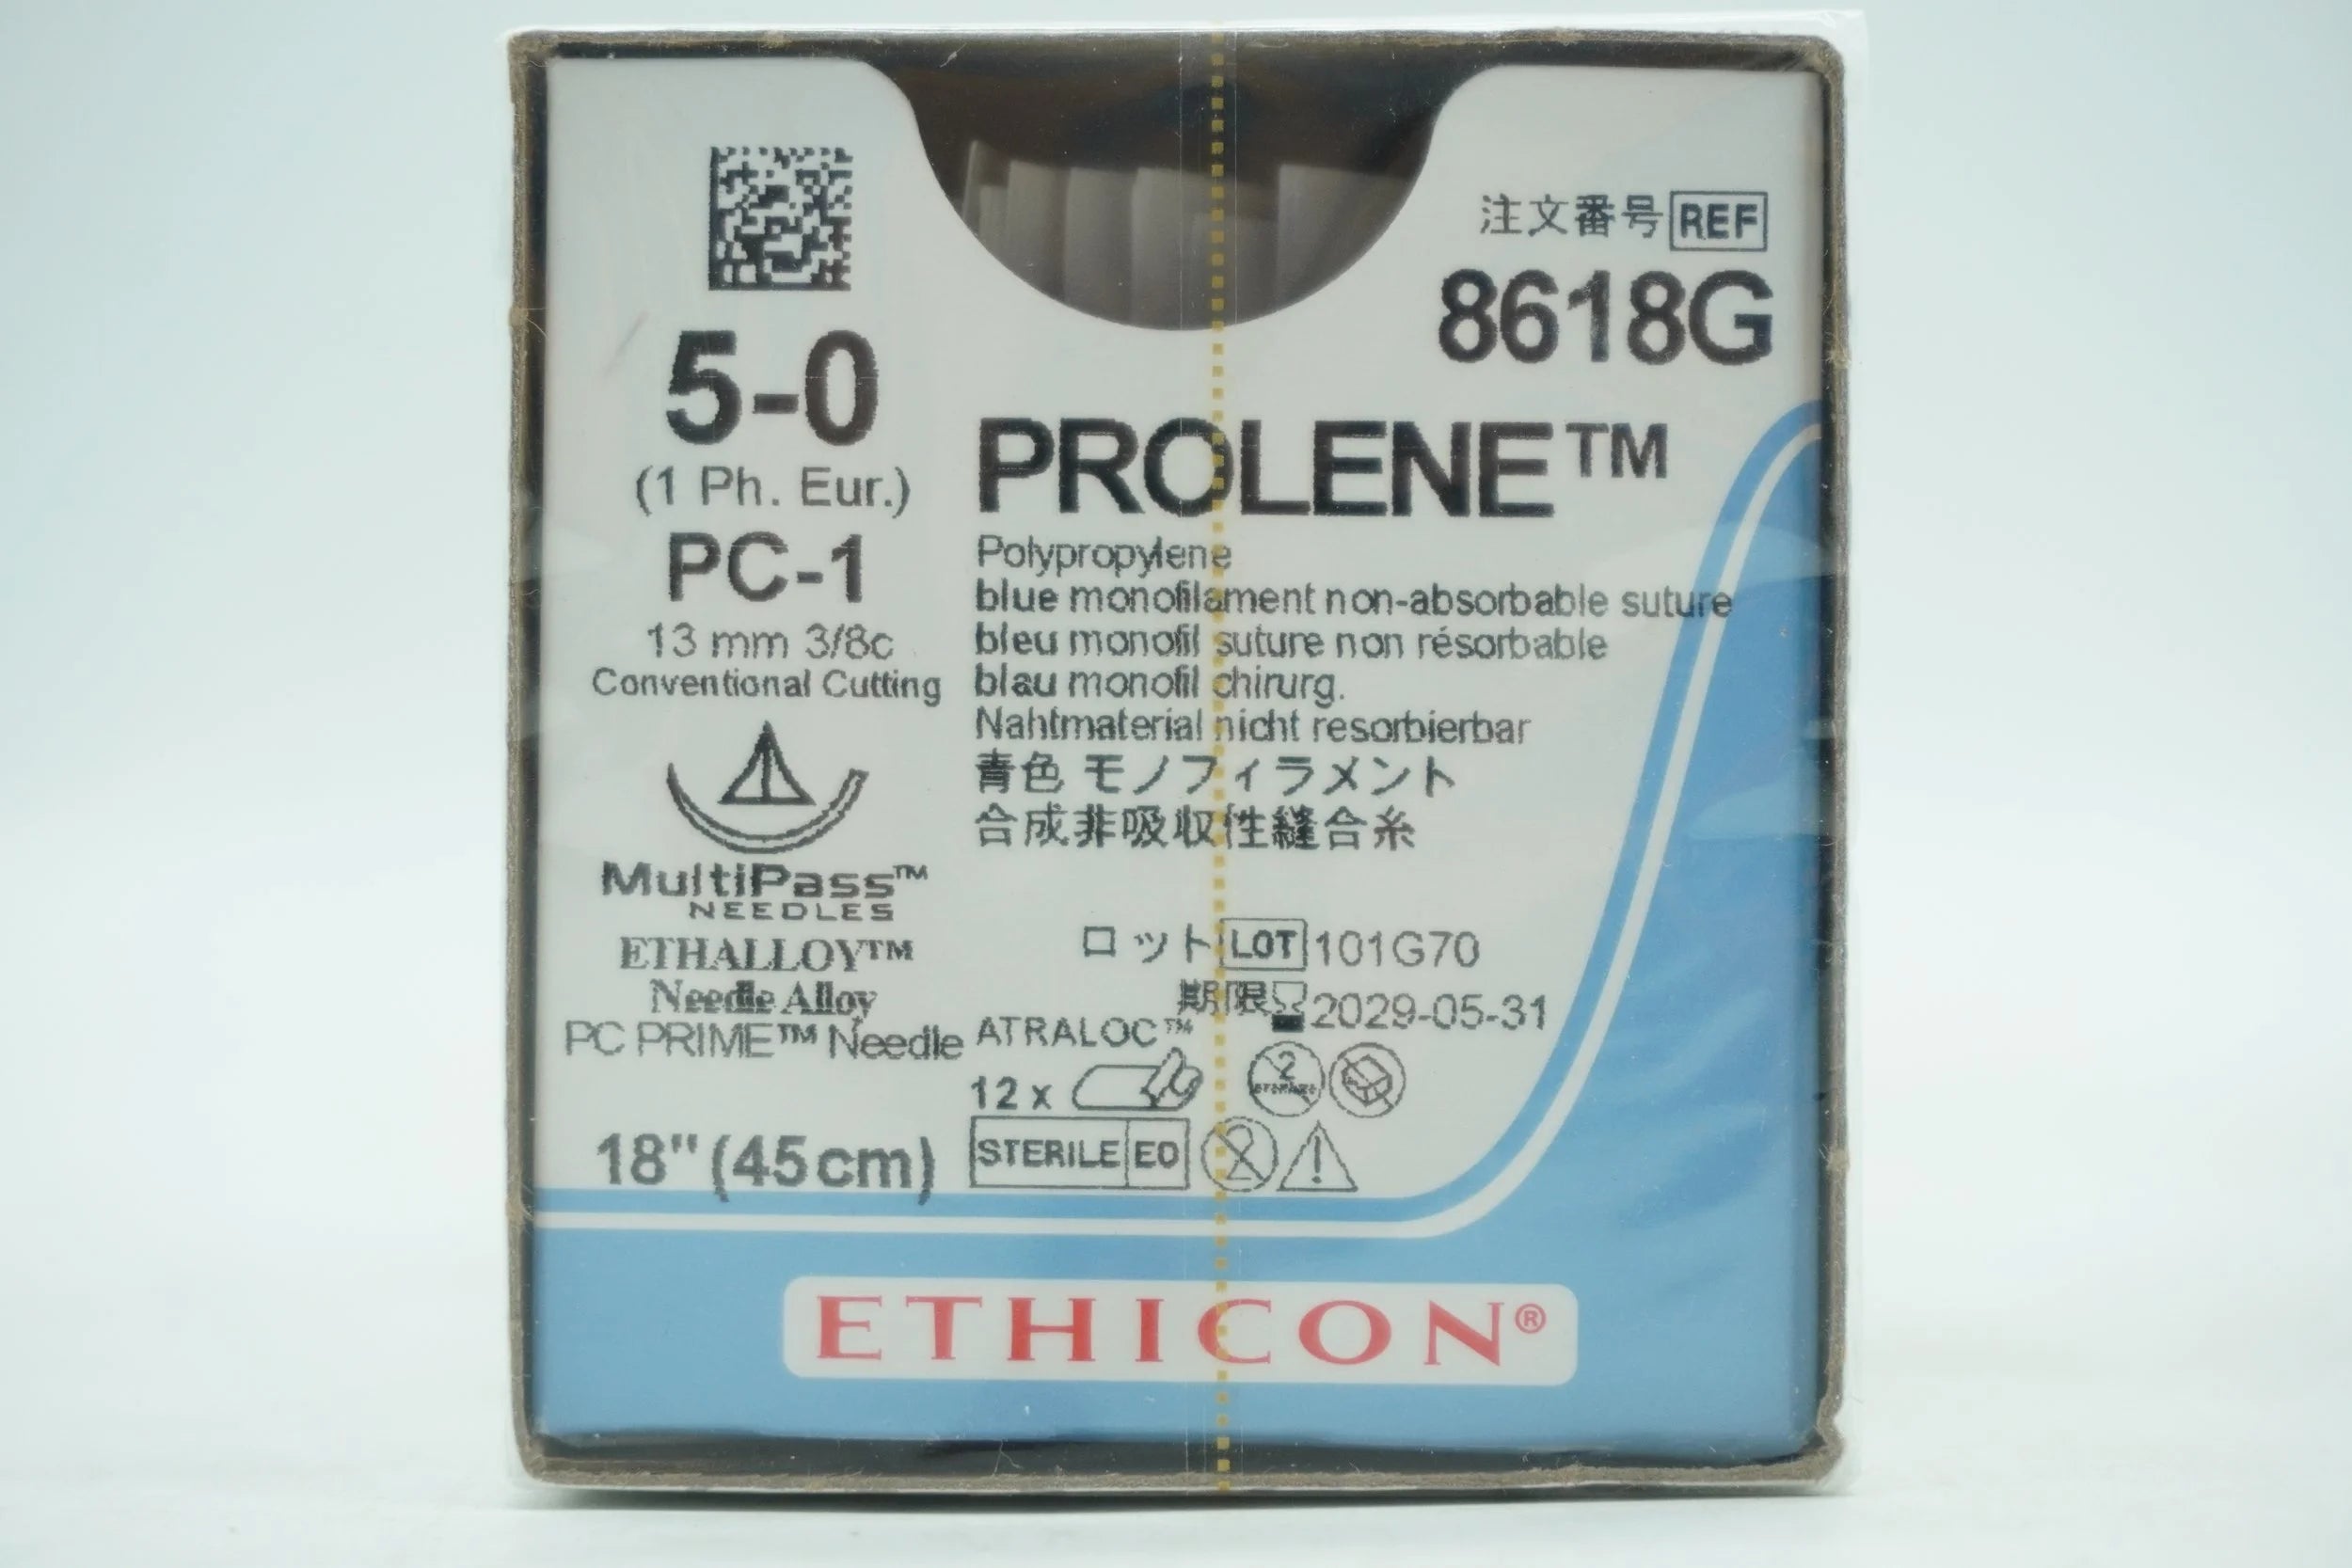 注文番号 REF
8618G
5-0
(1 Ph. Eur.)
PC-1
13 mm 3/8c
Conventional Cutting
MultiPass™
NEEDLES
ETHALLOY™
Needle Alloy
PC PRIME™ Needle
18" (45cm)
PROLENE™
Polypropylene
blue monofilament non-absorbable suture
bleu monofil suture non résorbable
blau monofil chirurg.
Nahtmaterial nicht resorbierbar
青色 モノフィラメント
合成非吸収性縫合糸
ロット LOT 101G70
期限 2029-05-31
ATRALOC™
12 x
2
STERILE EO
2
ETHICON®